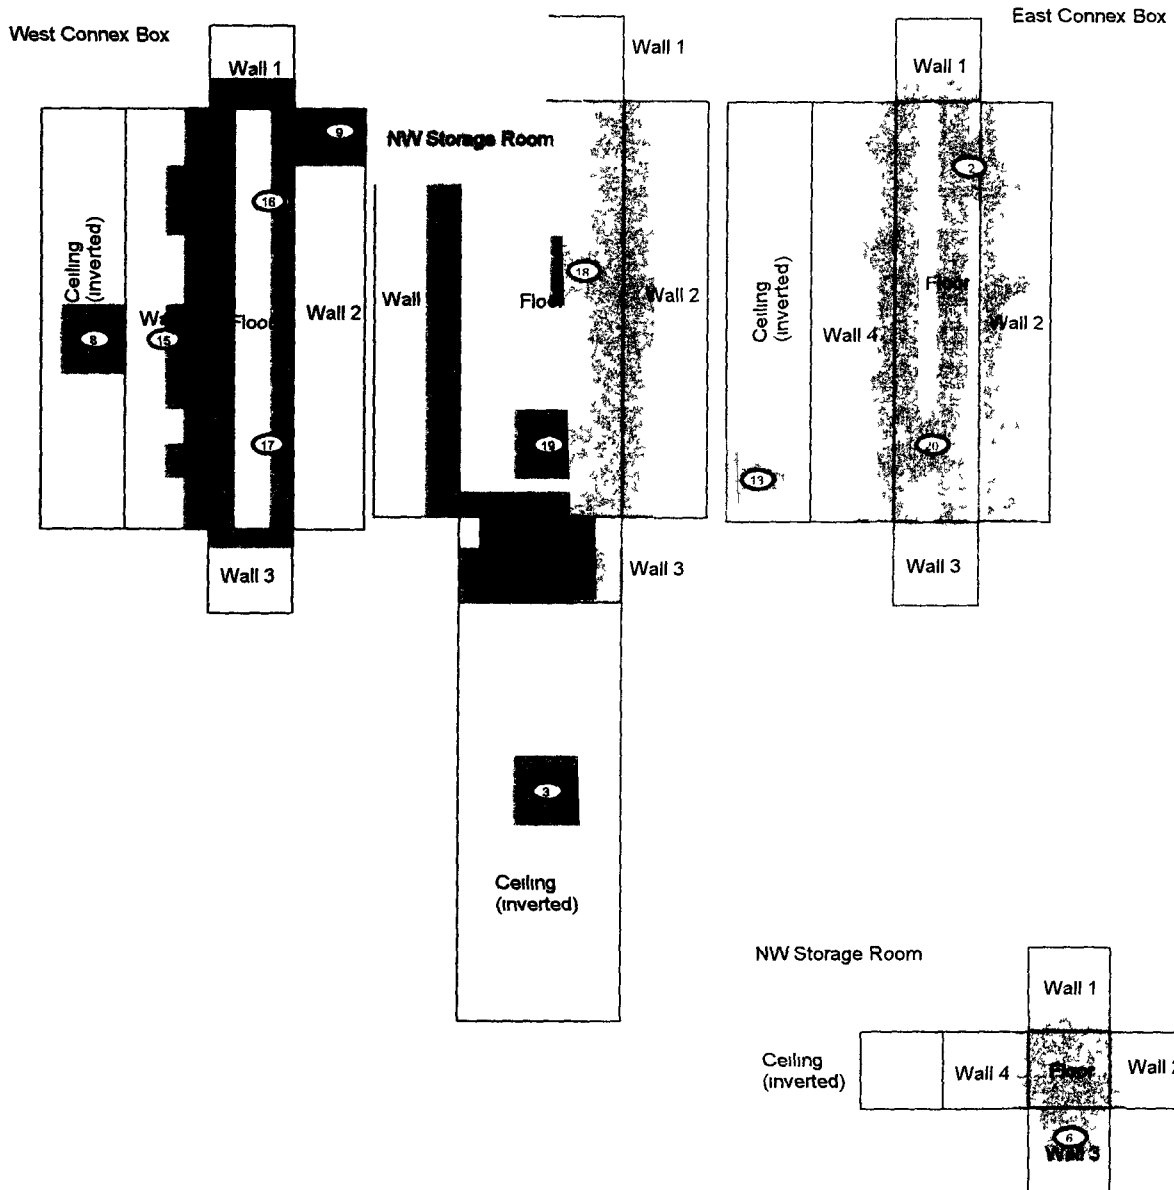 West Connex Box
Wall 1
9
16
Ceiling
(inverted)
8
15
Floor
Wall 2
17
Wall 3
Wall 1
NW Storage Room
Wall
18
Floor
Wall 2
19
Wall 3
3
Ceiling
(inverted)
East Connex Box
Wall 1
2
Ceiling
(inverted)
Wall 4
Floor
Wall 2
20
13
Wall 3
NW Storage Room
Wall 1
Ceiling
(inverted)
Wall 4
Floor
Wall 2
6
Wall 3